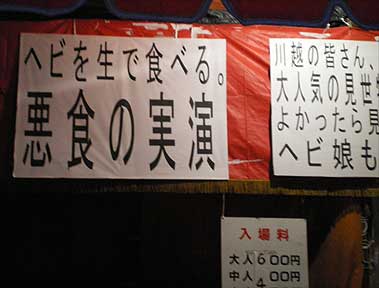 ヘビを生で食べる。
悪食の実演
川越の皆さん、
大人気の見世
よかったら見
ヘビ娘も
入場料
大人600円
中人 00円